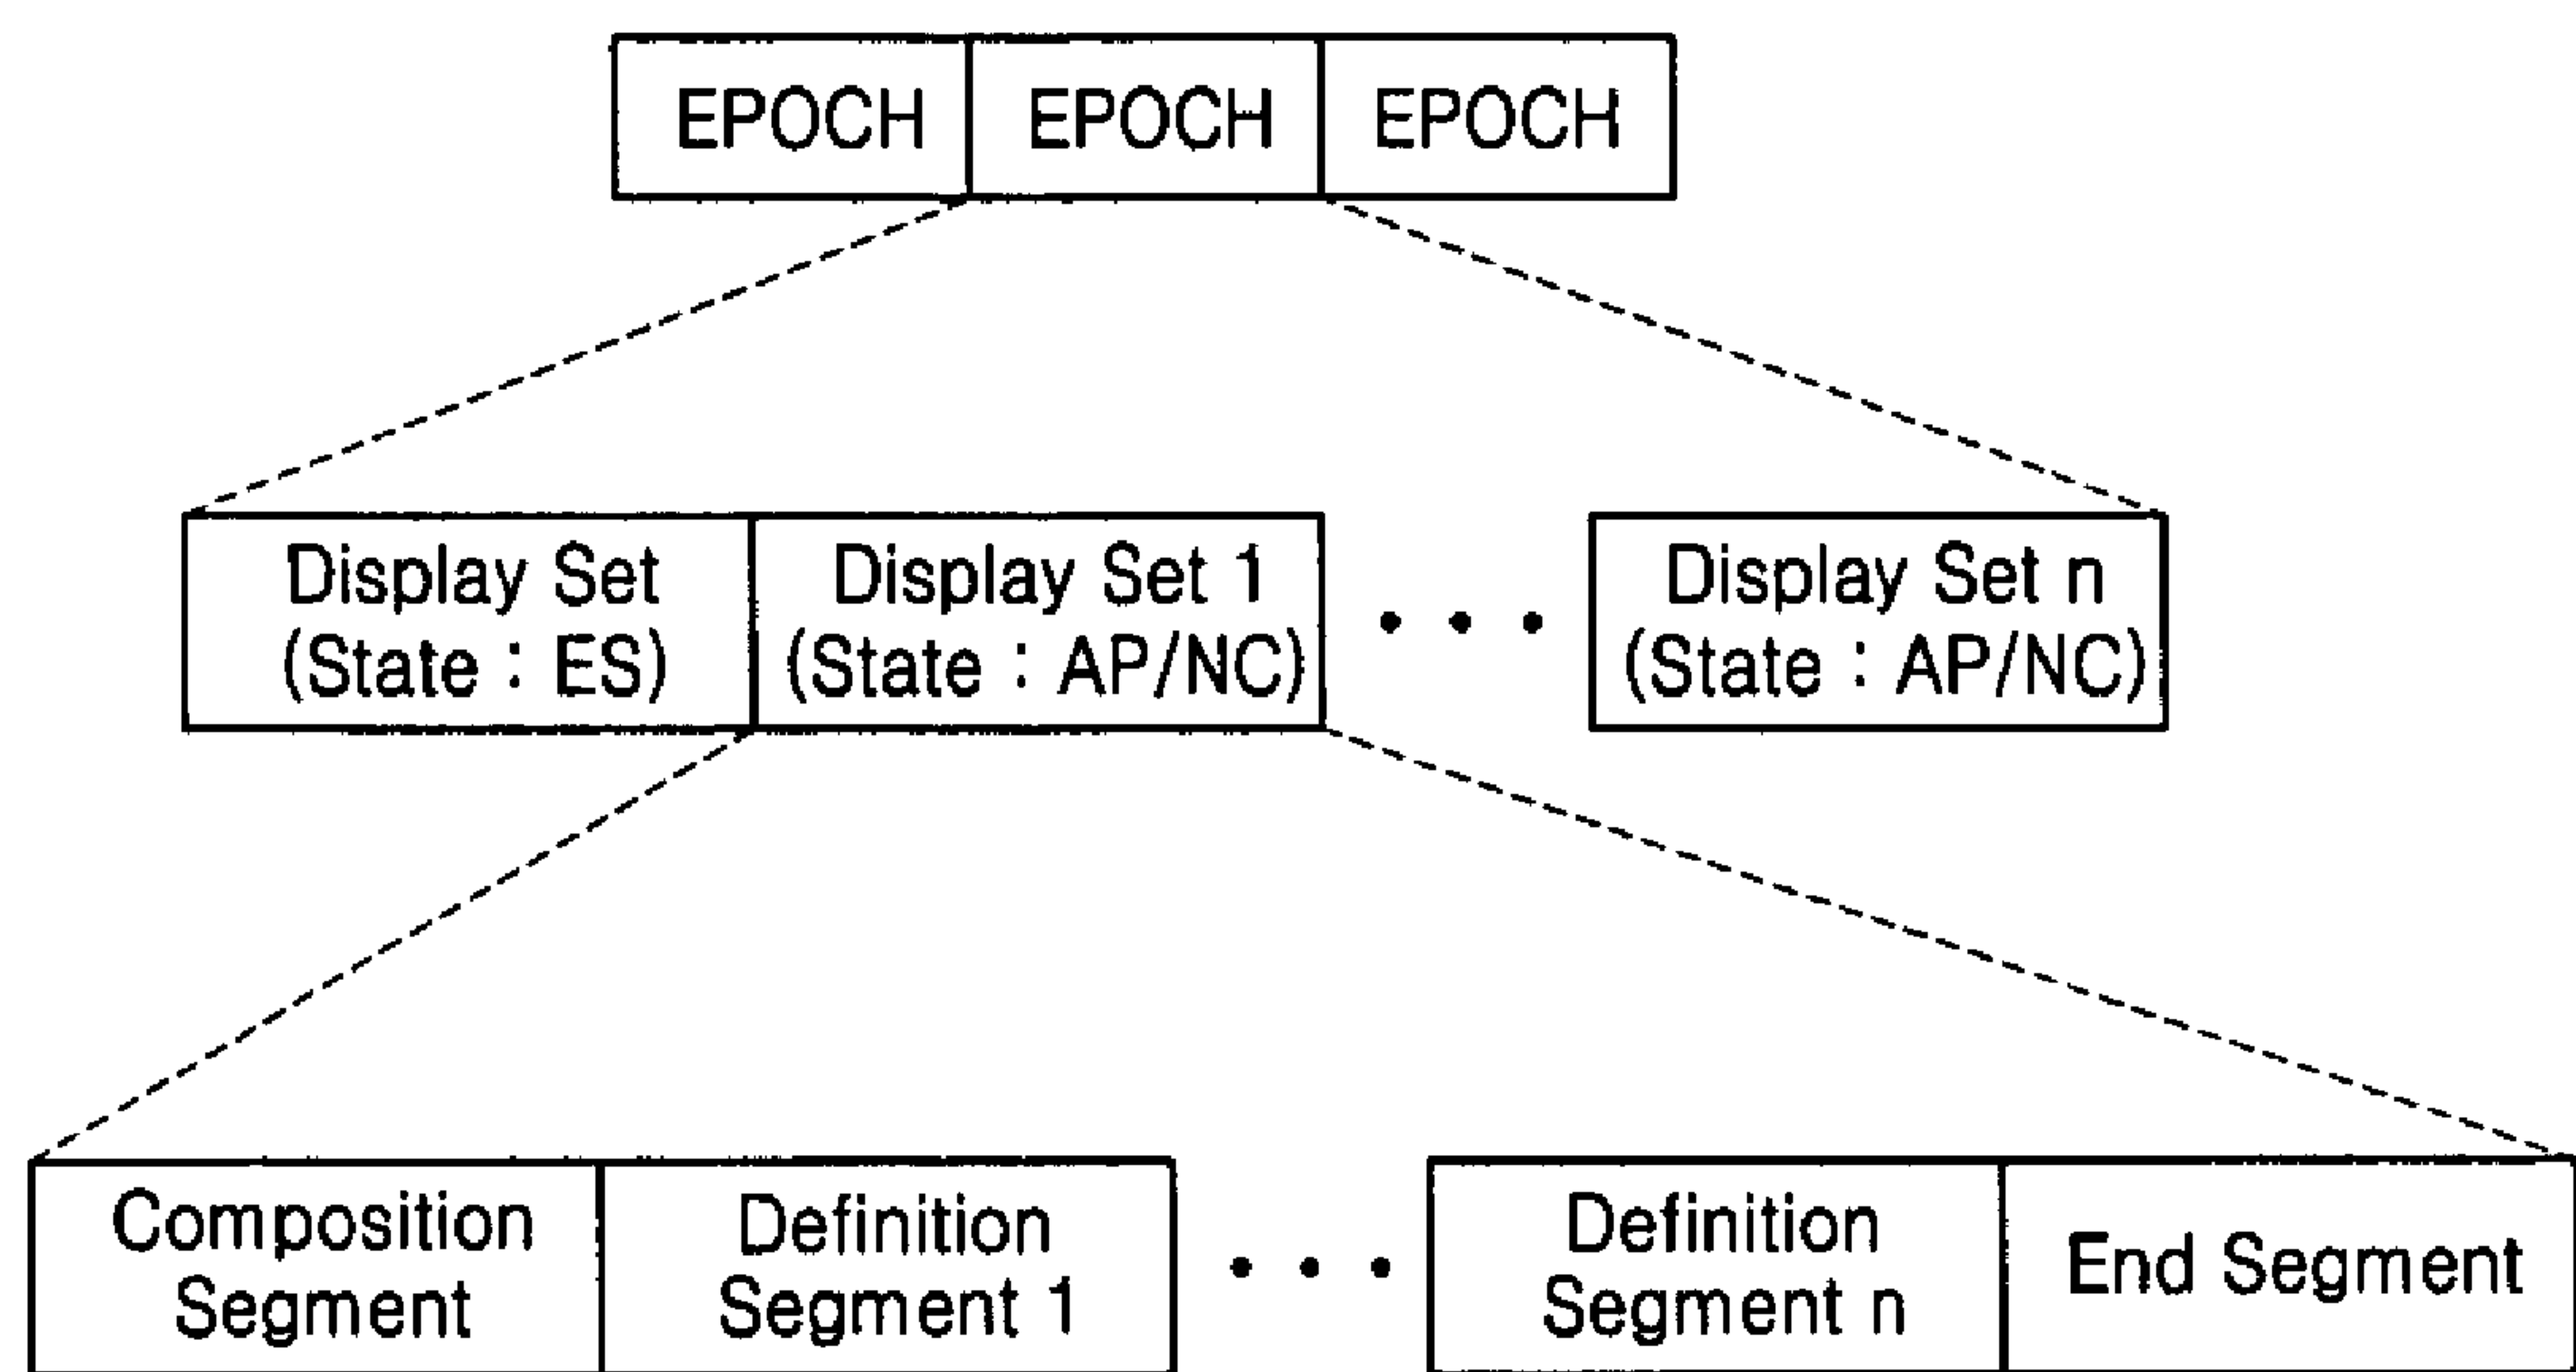 EPOCH EPOCH EPOCH
Display Set
(State : ES)
Display Set 1
(State : AP/NC)
Display Set n
(State : AP/NC)
Composition
Segment
Definition
Segment 1
Definition
Segment n
End Segment